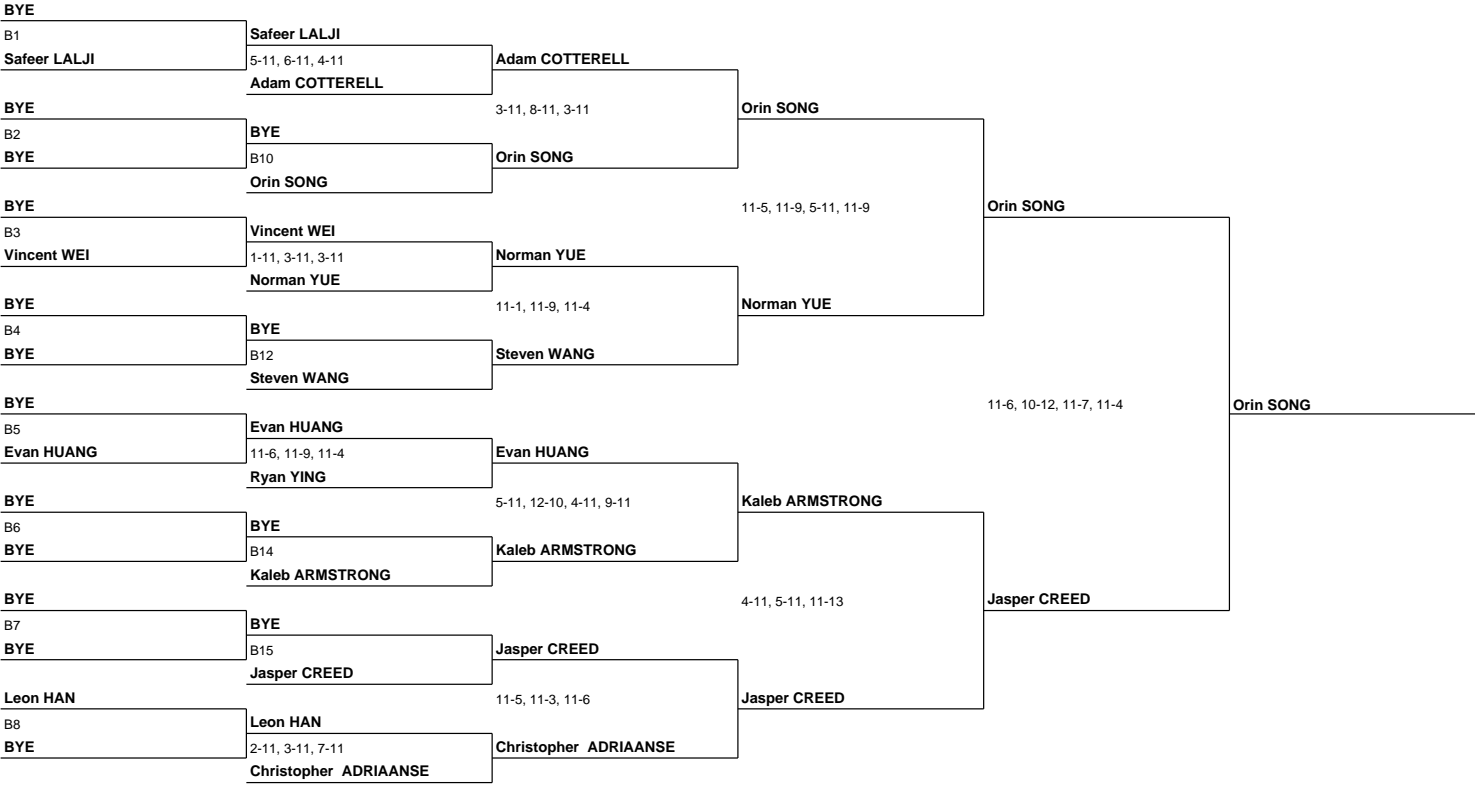 BYE
B1
Safeer LALJI
BYE
B2
BYE
BYE
B3
Vincent WEI
BYE
B4
BYE
BYE
B5
Evan HUANG
BYE
B6
BYE
BYE
B7
BYE
Leon HAN
B8
BYE
Safeer LALJI
5-11, 6-11, 4-11
Adam COTTERELL
BYE
B10
Orin SONG
Vincent WEI
1-11, 3-11, 3-11
Norman YUE
BYE
B12
Steven WANG
Evan HUANG
11-6, 11-9, 11-4
Ryan YING
BYE
B14
Kaleb ARMSTRONG
BYE
B15
Jasper CREED
Leon HAN
2-11, 3-11, 7-11
Christopher  ADRIAANSE
Adam COTTERELL
3-11, 8-11, 3-11
Orin SONG
Norman YUE
11-1, 11-9, 11-4
Steven WANG
Evan HUANG
5-11, 12-10, 4-11, 9-11
Kaleb ARMSTRONG
Jasper CREED
11-5, 11-3, 11-6
Christopher  ADRIAANSE
Orin SONG
11-5, 11-9, 5-11, 11-9
Norman YUE
Kaleb ARMSTRONG
4-11, 5-11, 11-13
Jasper CREED
Orin SONG
11-6, 10-12, 11-7, 11-4
Jasper CREED
Orin SONG